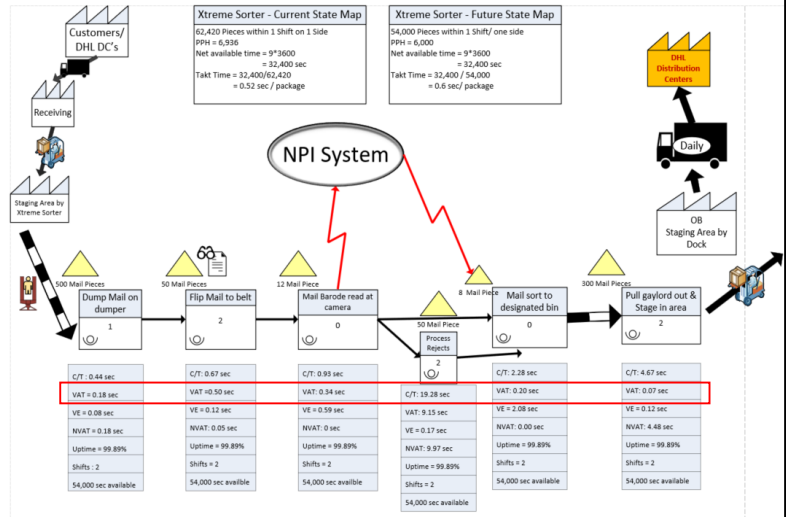 Customers/
DHL DC's
Receiving
Staging Area by
Xtreme Sorter
Xtreme Sorter - Current State Map
62,420 Pieces within 1 Shift on 1 Side
PPH = 6,936
Net available time = 9*3600
= 32,400 sec
Takt Time = 32,400/62,420
= 0.52 sec / package
Xtreme Sorter - Future State Map
54,000 Pieces within 1 Shift/ one side
PPH = 6,000
Net available time = 9*3600
= 32,400 sec
Takt Time = 32,400 / 54,000
= 0.6 sec/ package
DHL
Distribution
Centers
Daily
OB
Staging Area by
Dock
NPI System
500 Mail Pieces
Dump Mail on
dumper
1
50 Mail Pieces
Flip Mail to belt
2
12 Mail Pieces
Mail Barode read at
camera
0
50 Mail Piece
Process
Rejects
2
8 Mail Piece
Mail sort to
designated bin
0
300 Mail Pieces
Pull gaylord out &
Stage in area
2
C/T : 0.44 sec
VAT = 0.18 sec
VE = 0.08 sec
NVAT = 0.18 sec
Uptime = 99.89%
Shifts : 2
54,000 sec available
C/T: 0.67 sec
VAT =0.50 sec
VE = 0.12 sec
NVAT: 0.05 sec
Uptime = 99.89%
Shifts = 2
54,000 sec availble
C/T: 0.93 sec
VAT: 0.34 sec
VE = 0.59 sec
NVAT: 0 sec
Uptime = 99.89%
Shifts = 2
54,000 sec availble
C/T: 19.28 sec
VAT: 9.15 sec
VE = 0.17 sec
NVAT: 9.97 sec
Uptime = 99.89%
Shifts = 2
54,000 sec available
C/T: 2.28 sec
VAT: 0.20 sec
VE = 2.08 sec
NVAT: 0.00 sec
Uptime = 99.89%
Shifts = 2
54,000 sec available
C/T: 4.67 sec
VAT: 0.07 sec
VE = 0.12 sec
NVAT: 4.48 sec
Uptime = 99.89%
Shifts = 2
54,000 sec available